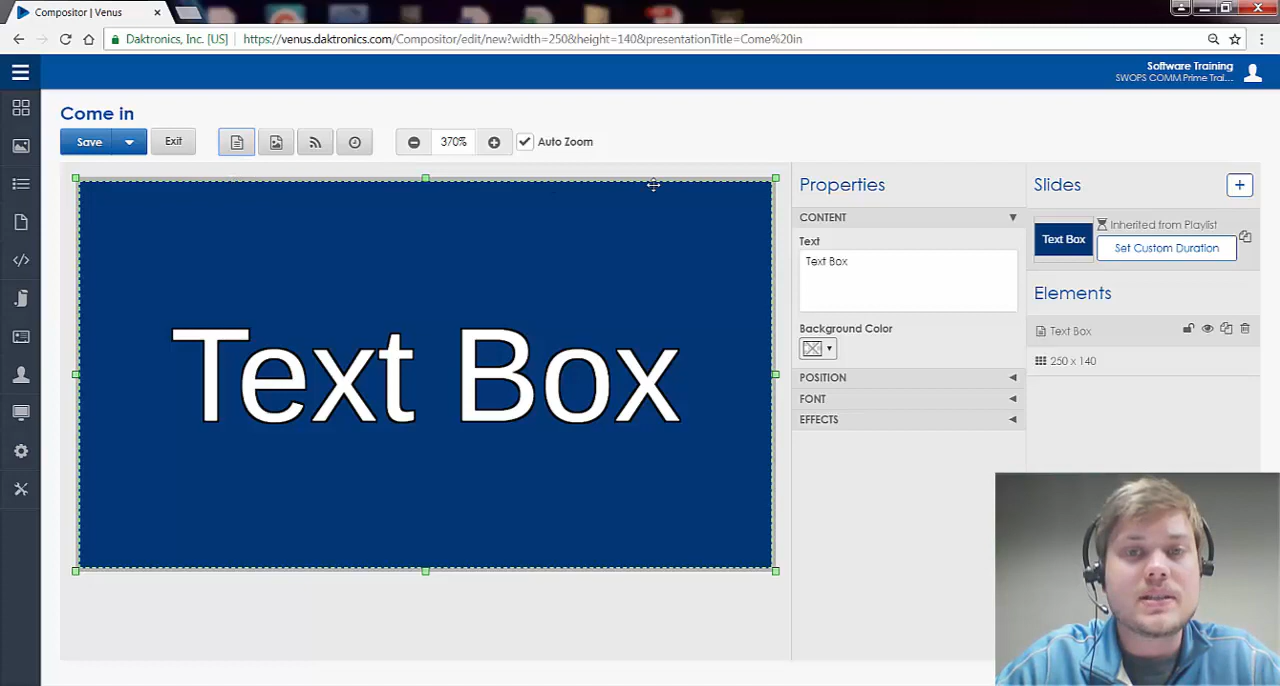 Compositor | Venus
Daktronics, Inc. [US]
https://venus.daktronics.com/Compositor/edit/new?width=250&height=140&presentationTitle=Come%20in
Software Training
SWOPS COMM Prime Trai...
Come in
Save
Exit
370%
Auto Zoom
Text Box
Properties
CONTENT
Text
Text Box
Background Color
POSITION
FONT
EFFECTS
Slides
+
Text Box
Inherited from Playlist
Set Custom Duration
Elements
Text Box
250 x 140